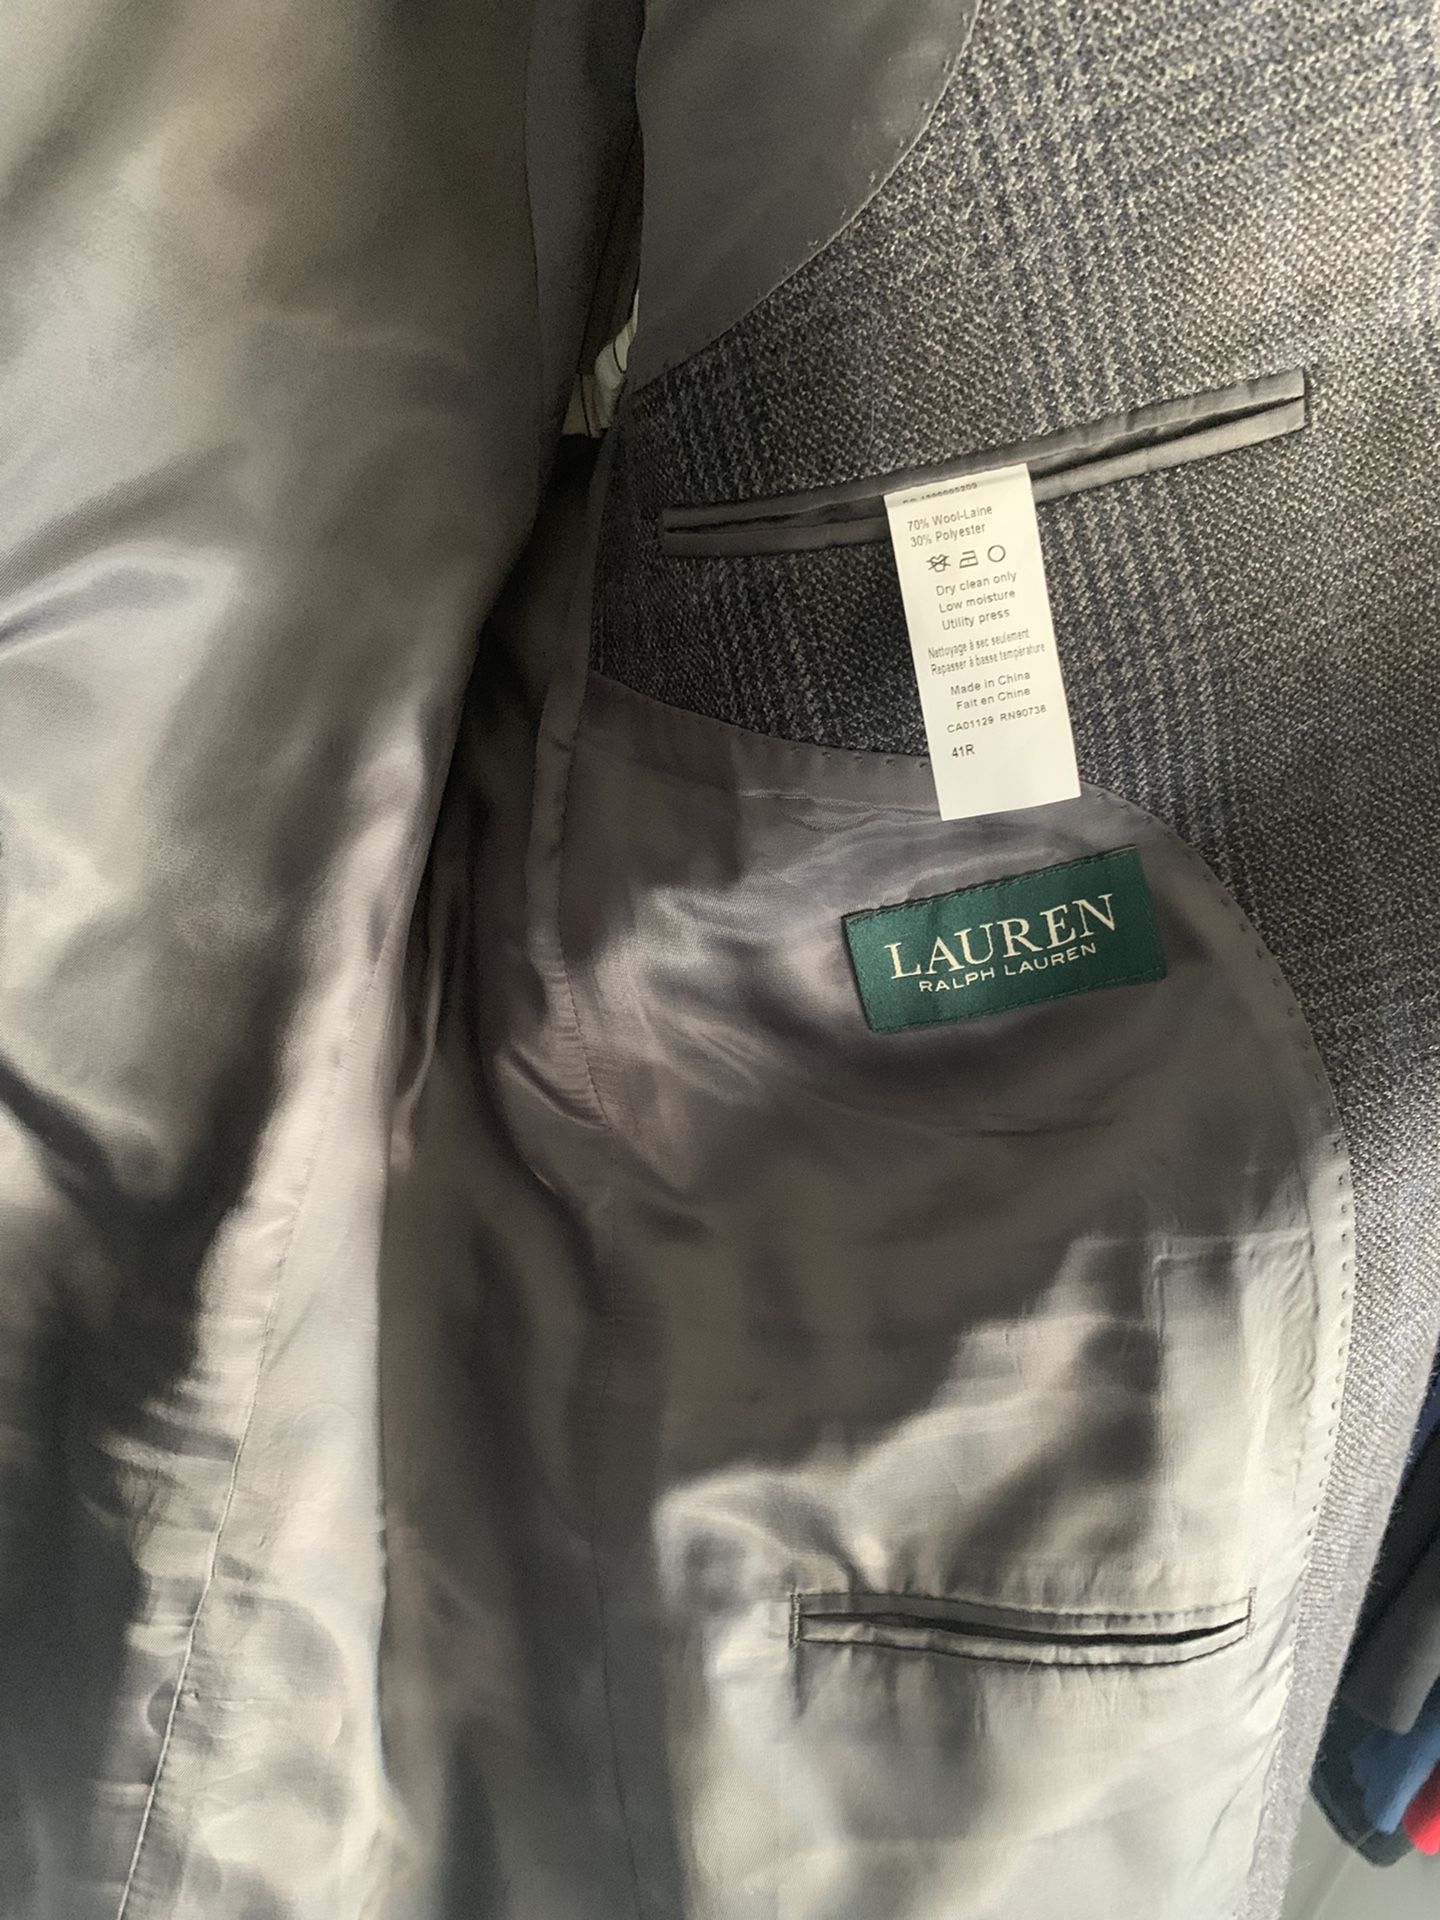 70% Wool-Laine
30% Polyester
Dry clean only
Low moisture
Utility press
Nettoyage à sec seulement
Repasser à basse température
Made in China
Fait en Chine
CA01129 RN90736
41R
LAUREN
RALPH LAUREN